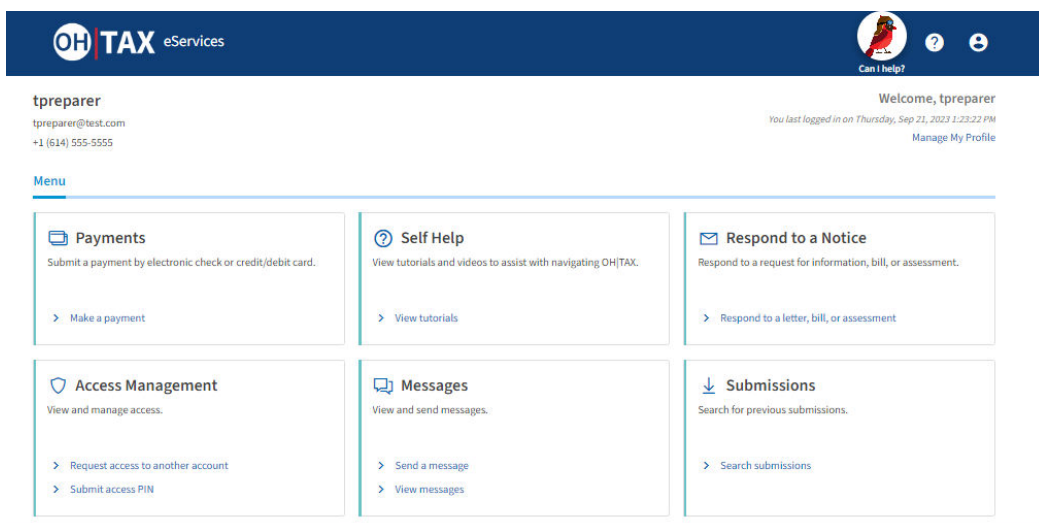 OH|TAX eServices
Can I help?
tpreparer
tpreparer@test.com
+1 (614) 555-5555
Welcome, tpreparer
You last logged in on Thursday, Sep 21, 2023 1:23:22 PM
Manage My Profile
Menu
Payments
Submit a payment by electronic check or credit/debit card.
> Make a payment
Self Help
View tutorials and videos to assist with navigating OH|TAX.
> View tutorials
Respond to a Notice
Respond to a request for information, bill, or assessment.
> Respond to a letter, bill, or assessment
Access Management
View and manage access.
> Request access to another account
> Submit access PIN
Messages
View and send messages.
> Send a message
> View messages
Submissions
Search for previous submissions.
> Search submissions